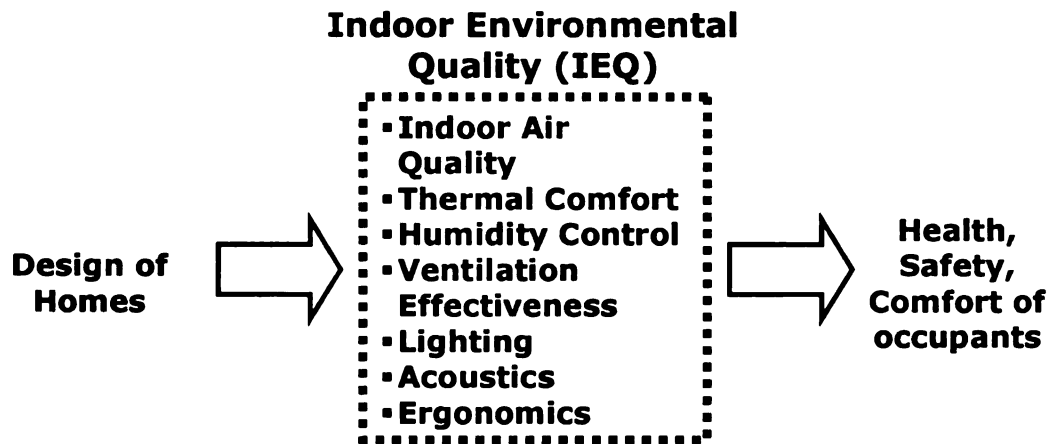 Indoor Environmental
Quality (IEQ)
▪Indoor Air
Quality
▪Thermal Comfort
▪Humidity Control
▪Ventilation
Effectiveness
▪Lighting
▪Acoustics
▪Ergonomics
Design of
Homes
Health,
Safety,
Comfort of
occupants